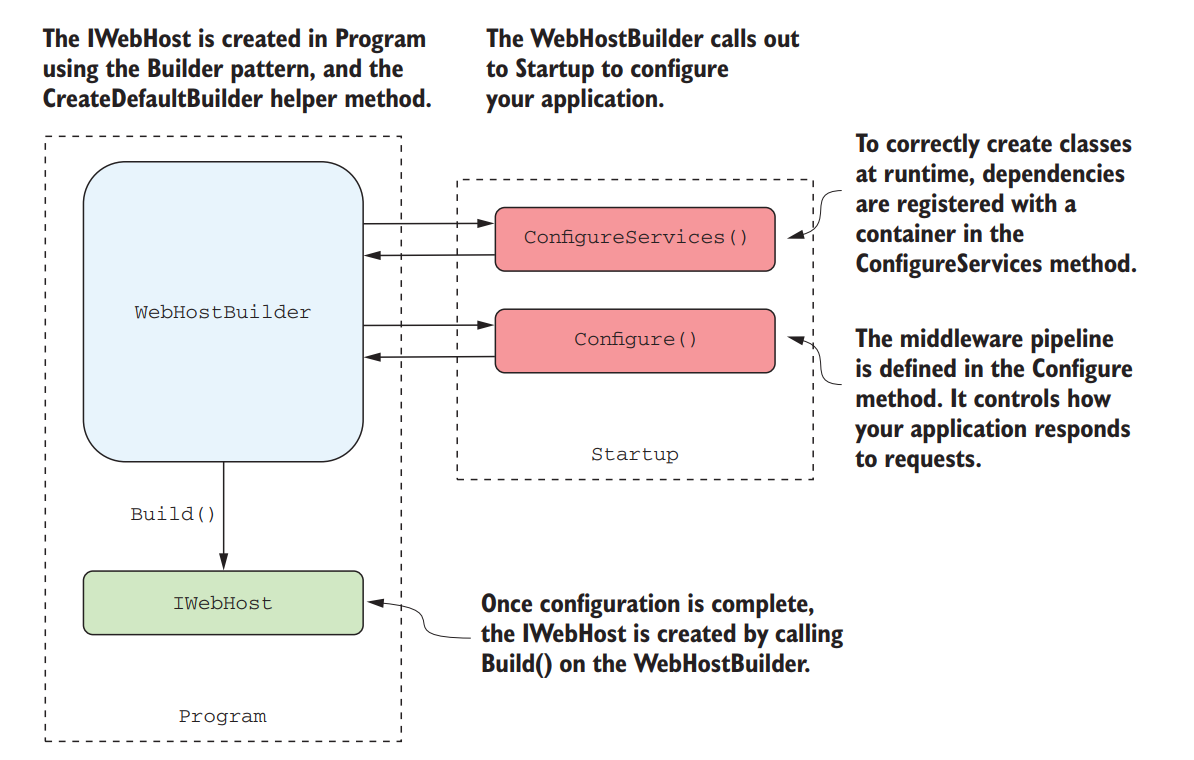 The IWebHost is created in Program
using the Builder pattern, and the
CreateDefaultBuilder helper method.
The WebHostBuilder calls out
to Startup to configure
your application.
To correctly create classes
at runtime, dependencies
are registered with a
container in the
ConfigureServices method.
ConfigureServices()
WebHostBuilder
Configure()
The middleware pipeline
is defined in the Configure
method. It controls how
your application responds
to requests.
Startup
Build()
IWebHost
Once configuration is complete,
the IWebHost is created by calling
Build() on the WebHostBuilder.
Program